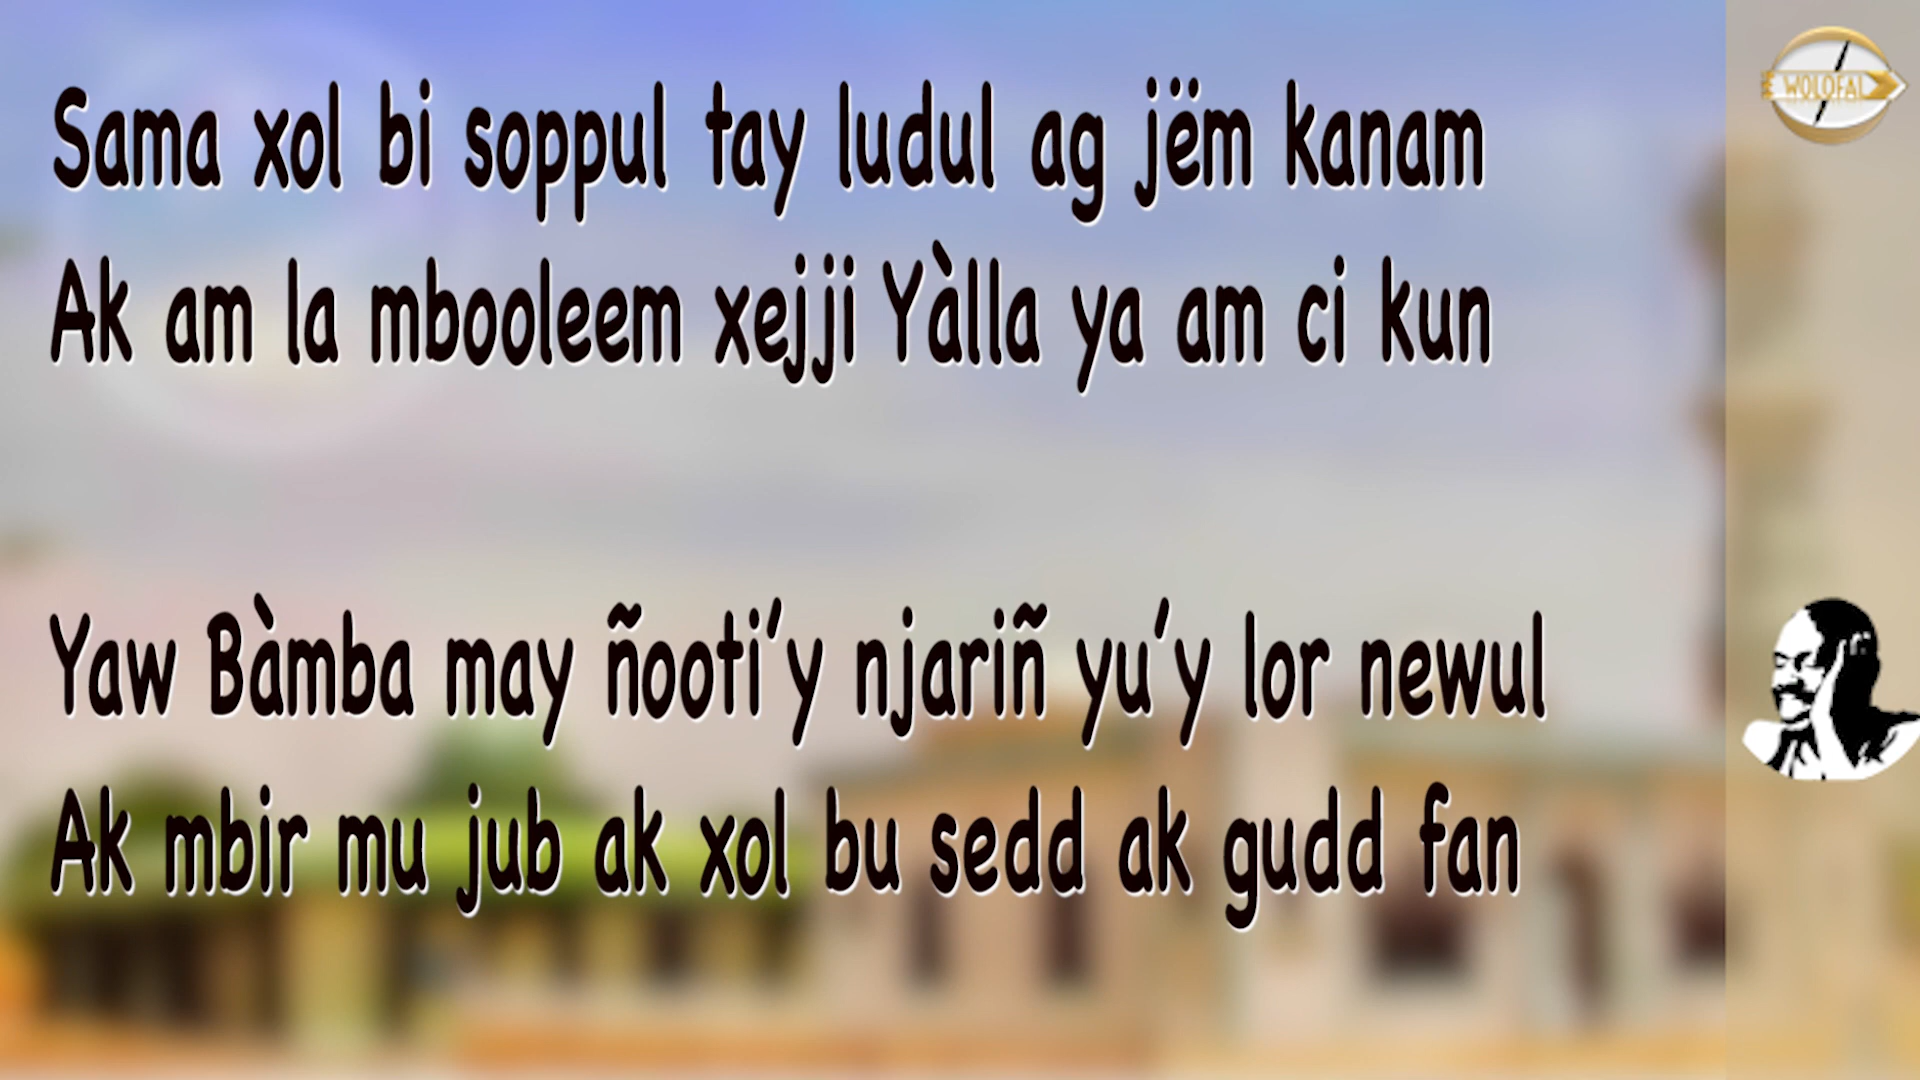 WOLOFAL
Sama xol bi soppul tay ludul ag jëm kanam
Ak am la mbooleem xejji Yàlla ya am ci kun
Yaw Bàmba may ñooti’y njariñ yu’y lor newul
Ak mbir mu jub ak xol bu sedd ak gudd fan